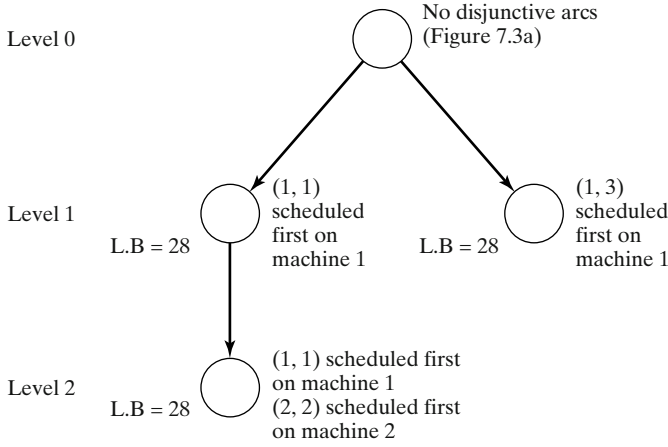 No disjunctive arcs
(Figure 7.3a)
Level 0
(1, 1)
scheduled
first on
machine 1
(1, 3)
scheduled
first on
machine 1
Level 1
L.B = 28
L.B = 28
(1, 1) scheduled first
on machine 1
(2, 2) scheduled first
on machine 2
Level 2
L.B = 28